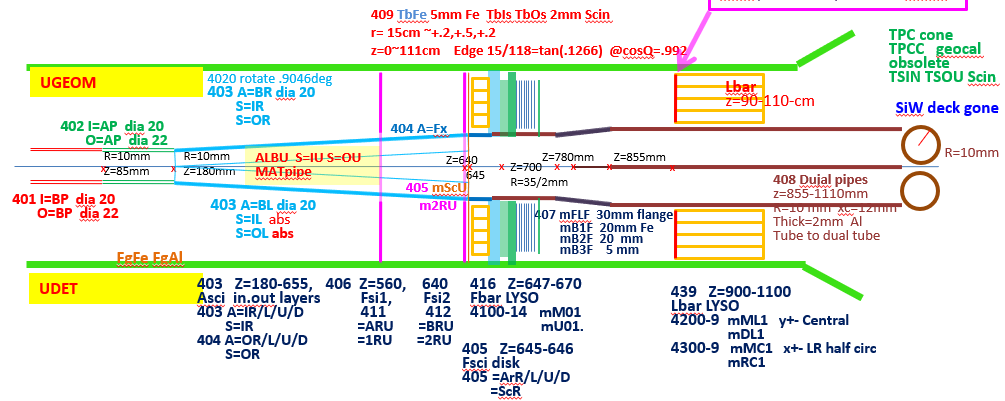 409 TbFe 5mm Fe TbIs TbOs 2mm Scin
r= 15cm ~+.2,+.5,+.2
z=0~111cm Edge 15/118=tan(.1266) @cosQ=.992
TPC cone
TPCC geocal
obsolete
TSIN TSOU Scin
SiW deck gone
UGEOM
4020 rotate .9046deg
403 A=BR dia 20
S=IR
S=OR
Lbar
z=90-110-cm
402 I=AP dia 20
O=AP dia 22
404 A=Fx
R=10mm
Z=85mm
R=10mm
Z=180mm
ALBU S=IU S=OU
MATpipe
Z=640
645
Z=700
R=35/2mm
Z=780mm
Z=855mm
R=10mm
401 I=BP dia 20
O=BP dia 22
403 A=BL dia 20
S=IL abs
S=OL abs
405 mScU
m2RU
407 mFLF 30mm flange
mB1F 20mm Fe
mB2F 20 mm
mB3F 5 mm
408 Dujal pipes
z=855-1110mm
R=10 mm xc=12mm
Thick=2mm Al
Tube to dual tube
FgFe FgAl
UDET
403 Z=180-655,
Asci in.out layers
403 A=IR/L/U/D
S=IR
404 A=OR/L/U/D
S=OR
406 Z=560, 640
Fsi1, Fsi2
411 412
=ARU =BRU
=1RU =2RU
416 Z=647-670
Fbar LYSO
4100-14 mM01
mU01.
405 Z=645-646
Fsci disk
405 =ArR/L/U/D
=ScR
439 Z=900-1100
Lbar LYSO
4200-9 mML1 y+- Central
mDL1
4300-9 mMC1 x+- LR half circ
mRC1